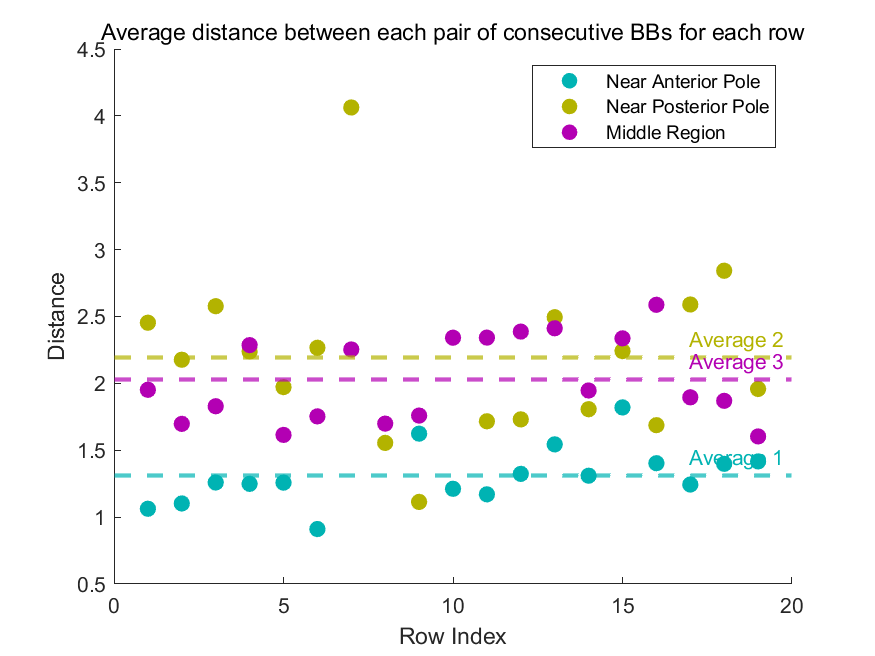 Average distance between each pair of consecutive BBs for each row
4.5
4
3.5
3
2.5
2
1.5
1
0.5
Distance
Near Anterior Pole
Near Posterior Pole
Middle Region
Average 2
Average 3
Average 1
0 5 10 15 20
Row Index